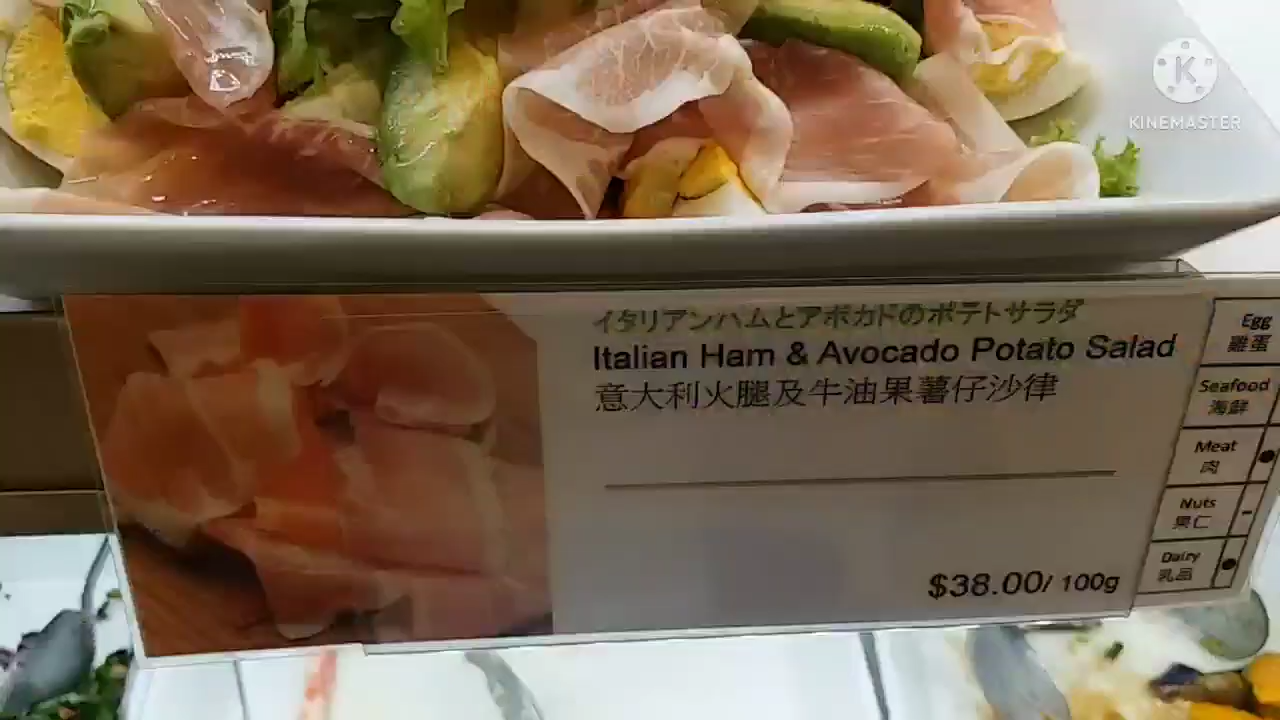 KINEMASTER
イタリアンハムとアボカドのポテトサラダ
Italian Ham & Avocado Potato Salad
意大利火腿及牛油果薯仔沙律
$38.00/ 100g
Egg
雞蛋
Seafood
海鮮
Meat
肉
Nuts
果仁
-
Dairy
乳品